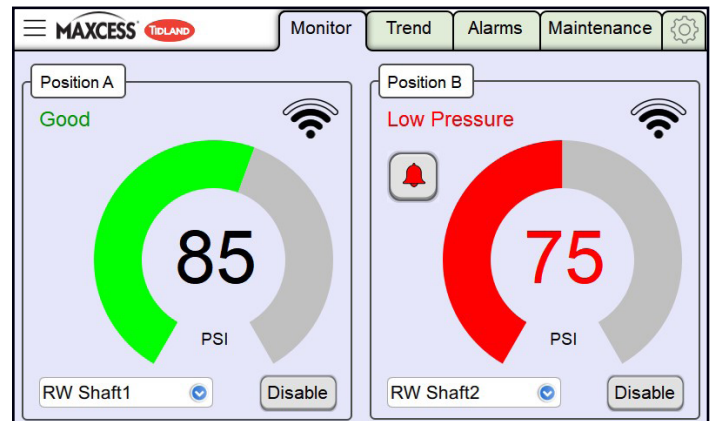 MAXCESS TIDLAND
Monitor
Trend
Alarms
Maintenance
Position A
Good
85
PSI
RW Shaft1
Disable
Position B
Low Pressure
75
PSI
RW Shaft2
Disable